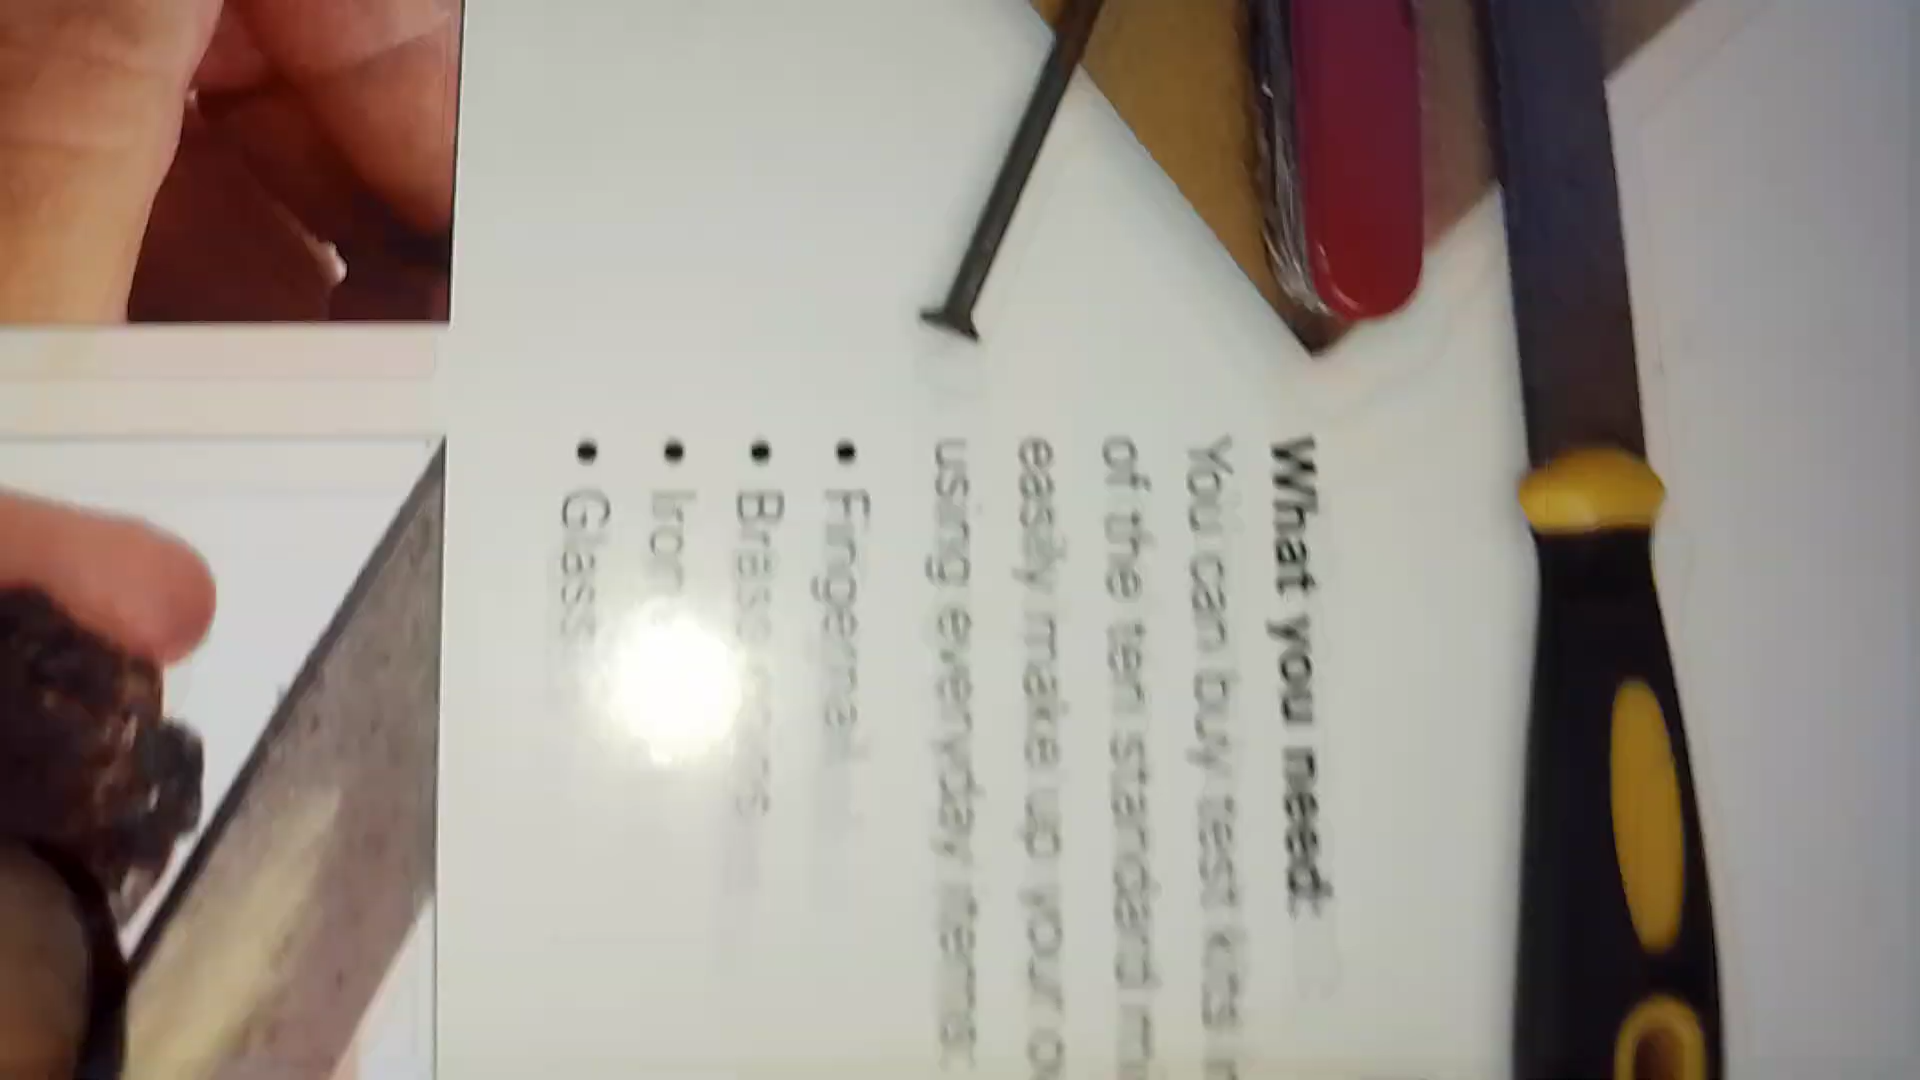 What you need:
You can buy test kits
of the ten standard
easily make up your
using everyday items:
• Fingernail
• Brass
• Iron
• Glass